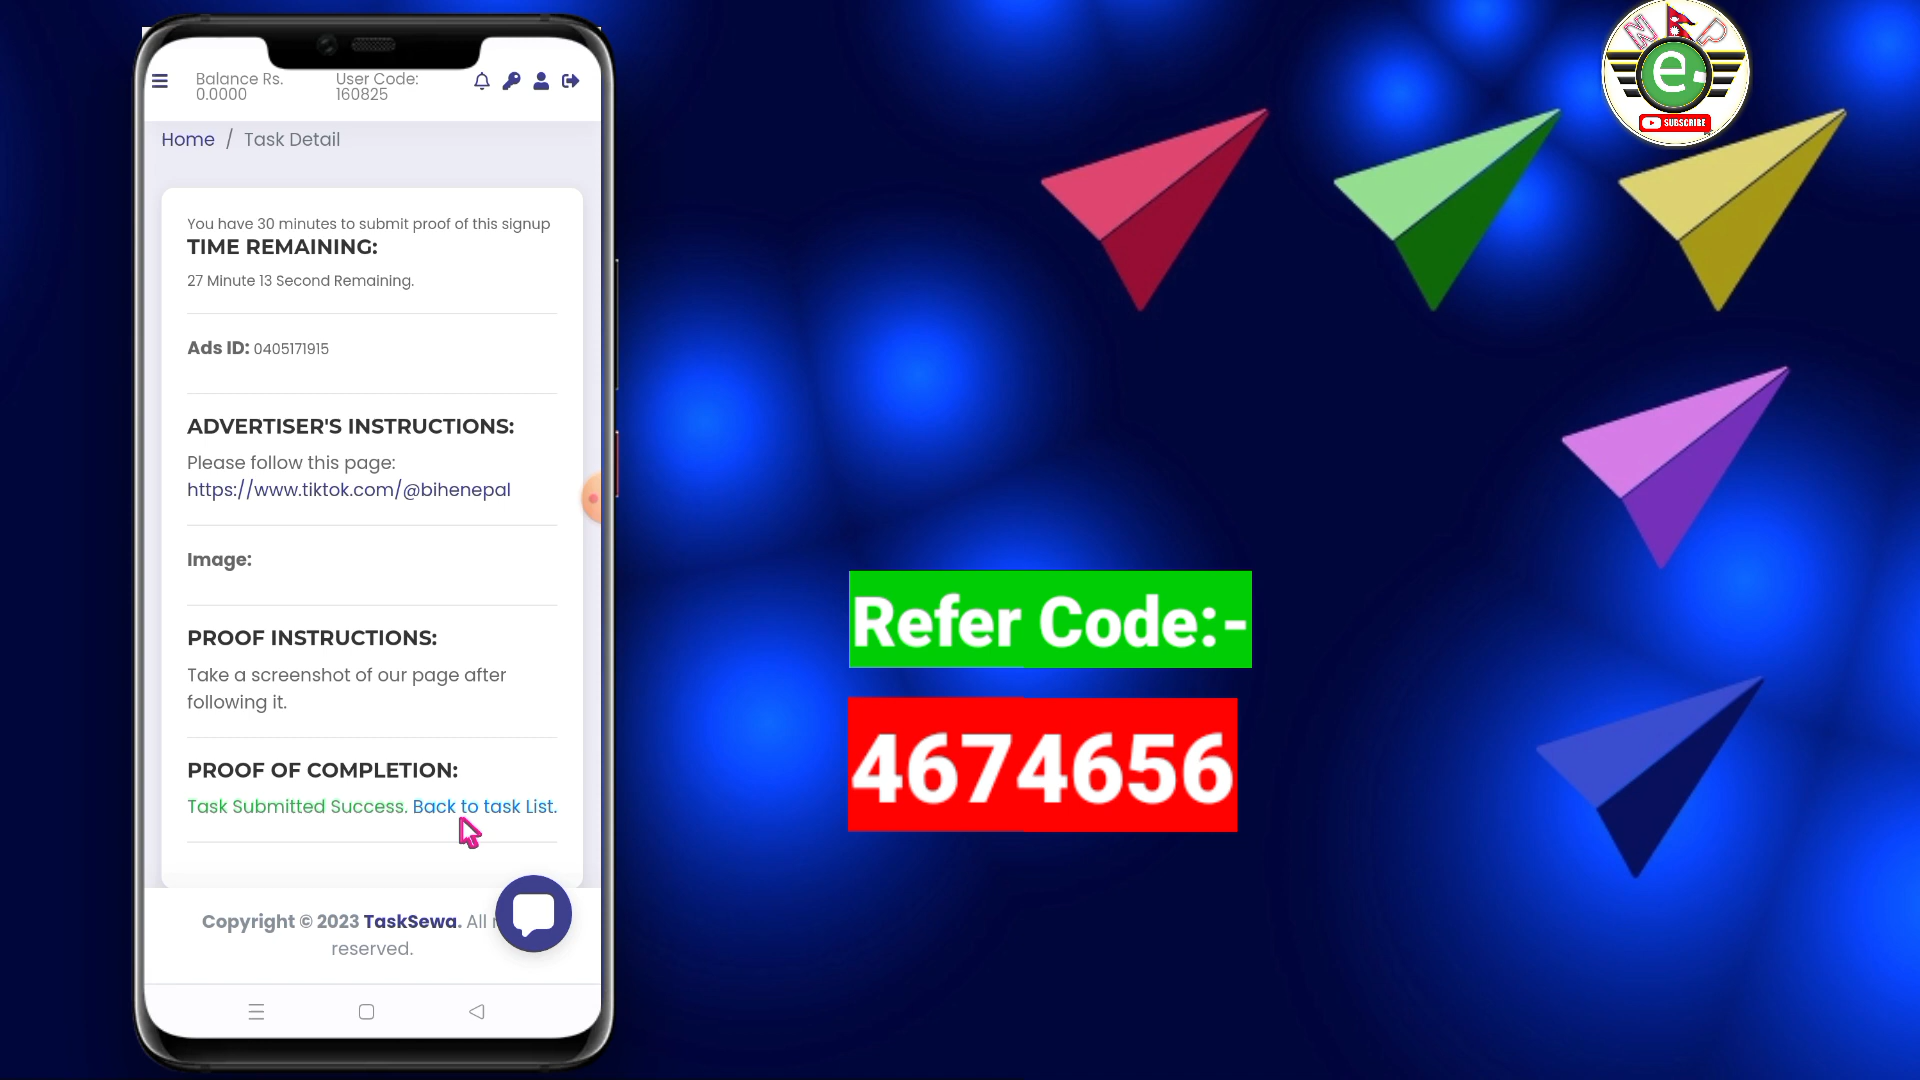 Balance Rs.
0.0000
User Code:
160825
Home / Task Detail
You have 30 minutes to submit proof of this signup
TIME REMAINING:
27 Minute 13 Second Remaining.
Ads ID: 0405171915
ADVERTISER'S INSTRUCTIONS:
Please follow this page:
https://www.tiktok.com/@bihenepal
Image:
PROOF INSTRUCTIONS:
Take a screenshot of our page after
following it.
PROOF OF COMPLETION:
Task Submitted Success. Back to task List.
Copyright © 2023 TaskSewa. All
reserved.
N P
e
SUBSCRIBE
Refer Code:-
4674656